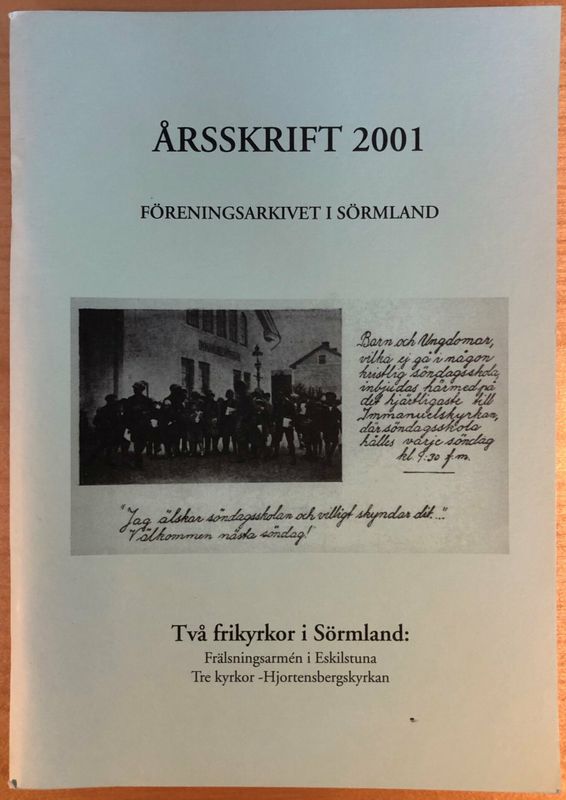 ÅRSSKRIFT 2001
FÖRENINGSARKIVET I SÖRMLAND
Barn och Ungdomar,
vilka ej gå i någon
kristlig söndagsskola,
inbjudas härmed på
det hjärtligaste till
Immanuelskyrkan,
där söndagsskola
hålles varje söndag
kl. 9:30 f.m.
"Jag älskar söndagsskolan och villigt skyndar dit..."
Välkommen nästa söndag!
Två frikyrkor i Sörmland:
Frälsningsarmén i Eskilstuna
Tre kyrkor -Hjortensbergskyrkan